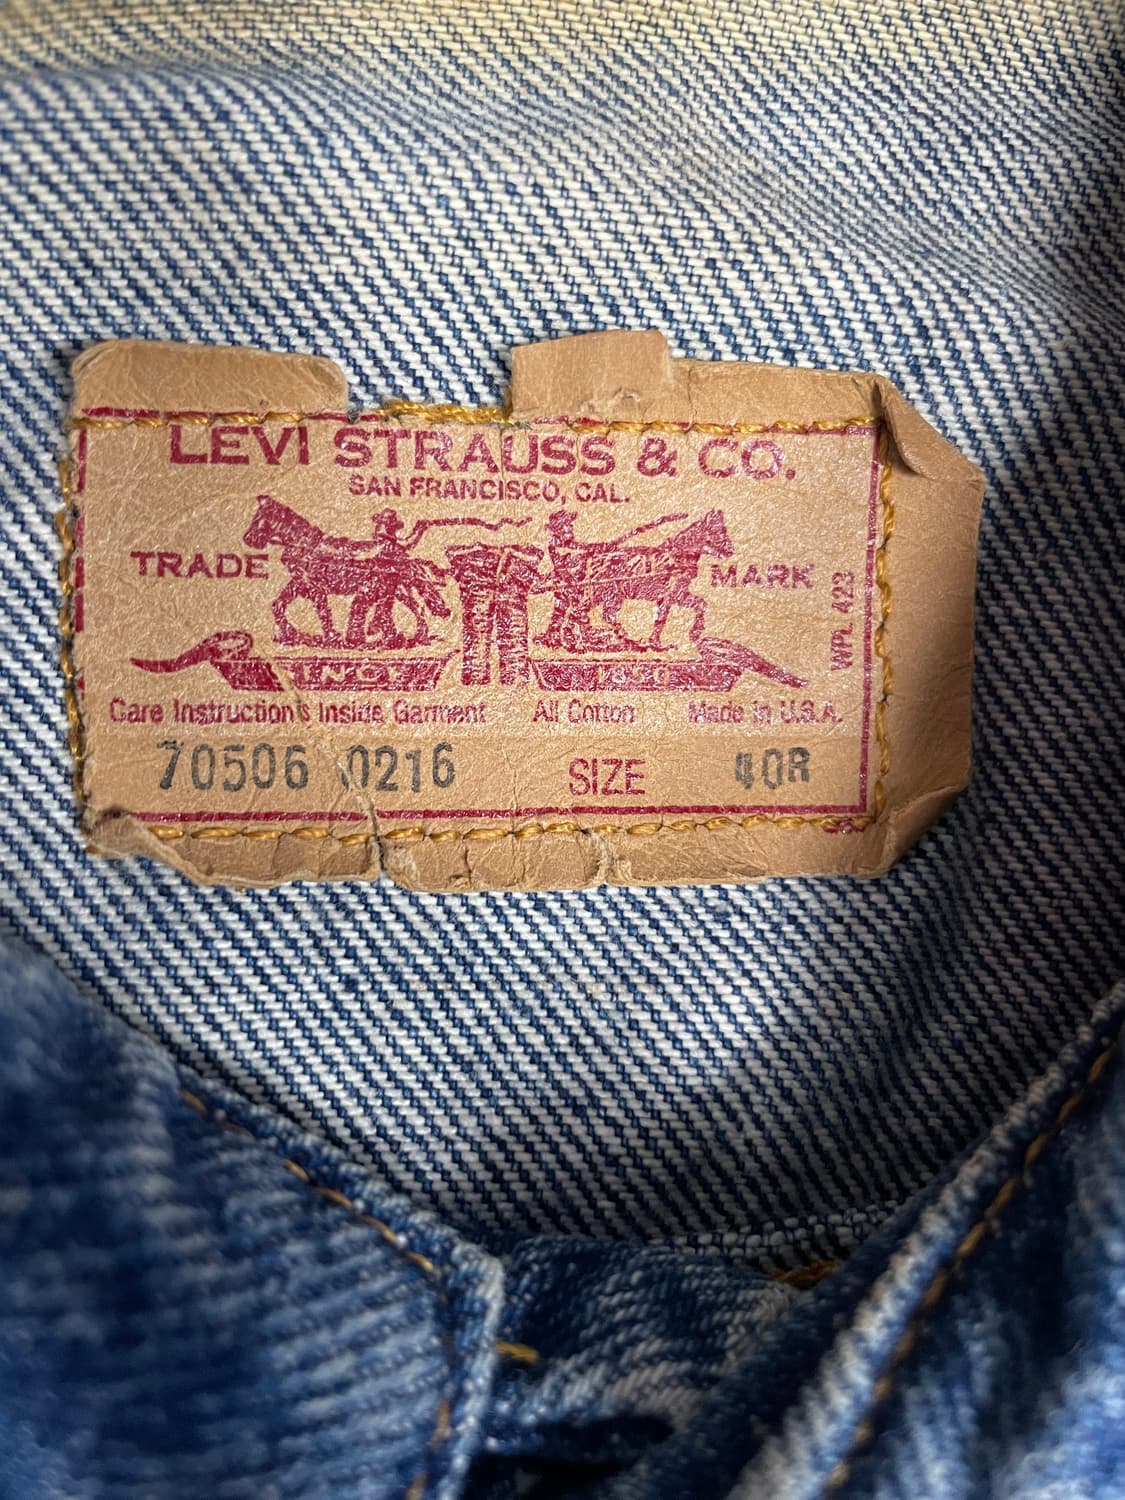 LEVI STRAUSS & CO.
SAN FRANCISCO, CAL.
TRADE MARK
WPL 423
Care Instructions Inside Garment All Cotton Made in U.S.A.
70506 0216 SIZE 40R